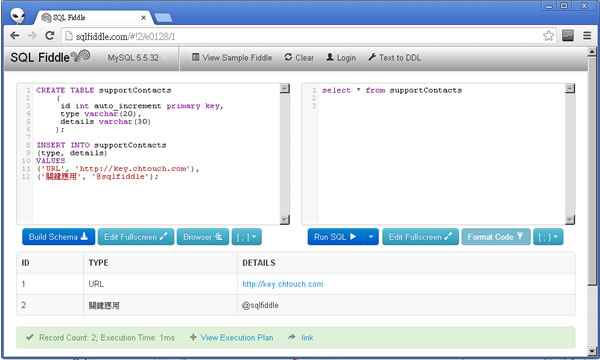 SQL Fiddle
sqlfiddle.com/#!2/e0128/1
SQL Fiddle
MySQL 5.5.32
View Sample Fiddle
Clear
Login
Text to DDL
1 CREATE TABLE supportContacts
2 (
3 id int auto_increment primary key,
4 type varchar(20),
5 details varchar(30)
6 );
7
8 INSERT INTO supportContacts
9 (type, details)
10 VALUES
11 ('URL', 'http://key.chtouch.com'),
12 ('關鍵應用', '@sqlfiddle');
1 select * from supportContacts
2
3
Build Schema
Edit Fullscreen
Browser
[ ; ]
Run SQL
Edit Fullscreen
Format Code
[ ; ]
ID TYPE DETAILS
1 URL http://key.chtouch.com
2 關鍵應用 @sqlfiddle
Record Count: 2; Execution Time: 1ms
View Execution Plan
link